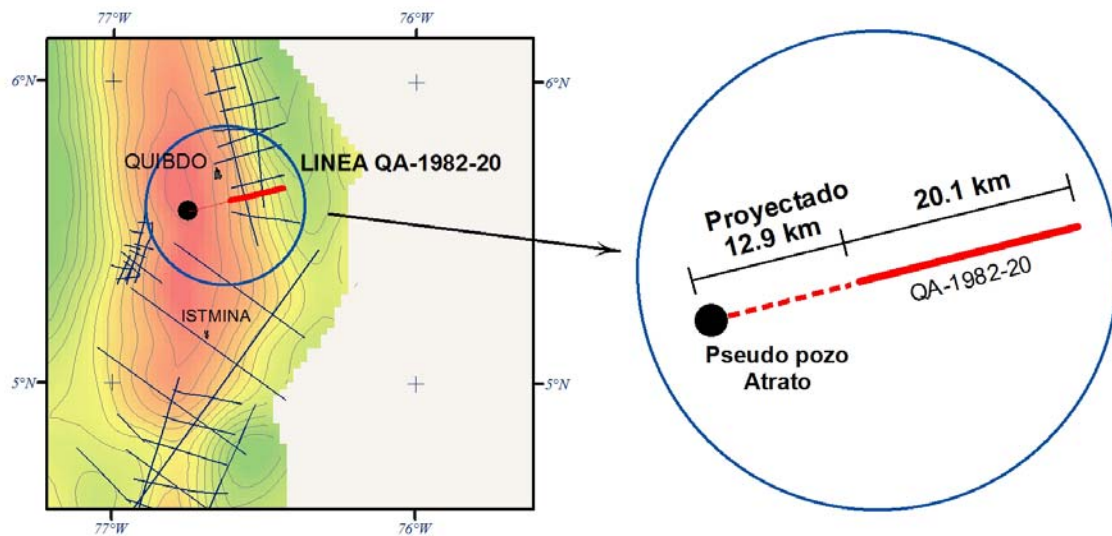 77°W
76°W
6°N
6°N
QUIBDO
LINEA QA-1982-20
ISTMINA
5°N
5°N
77°W
76°W
Proyectado
12.9 km
20.1 km
QA-1982-20
Pseudo pozo
Atrato